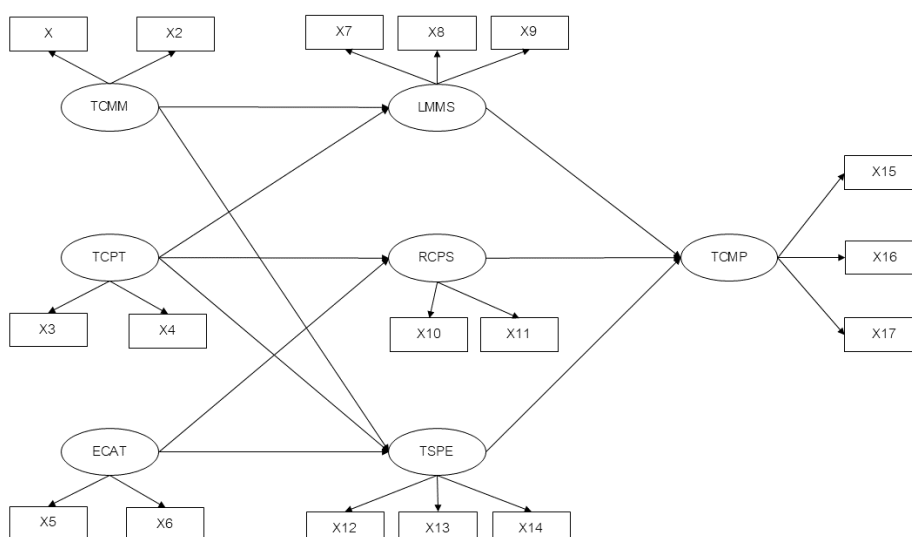 X
X2
X7
X8
X9
TCMM
LMMS
X15
TCPT
RCPS
TCMP
X16
X3
X4
X10
X11
X17
ECAT
TSPE
X5
X6
X12
X13
X14